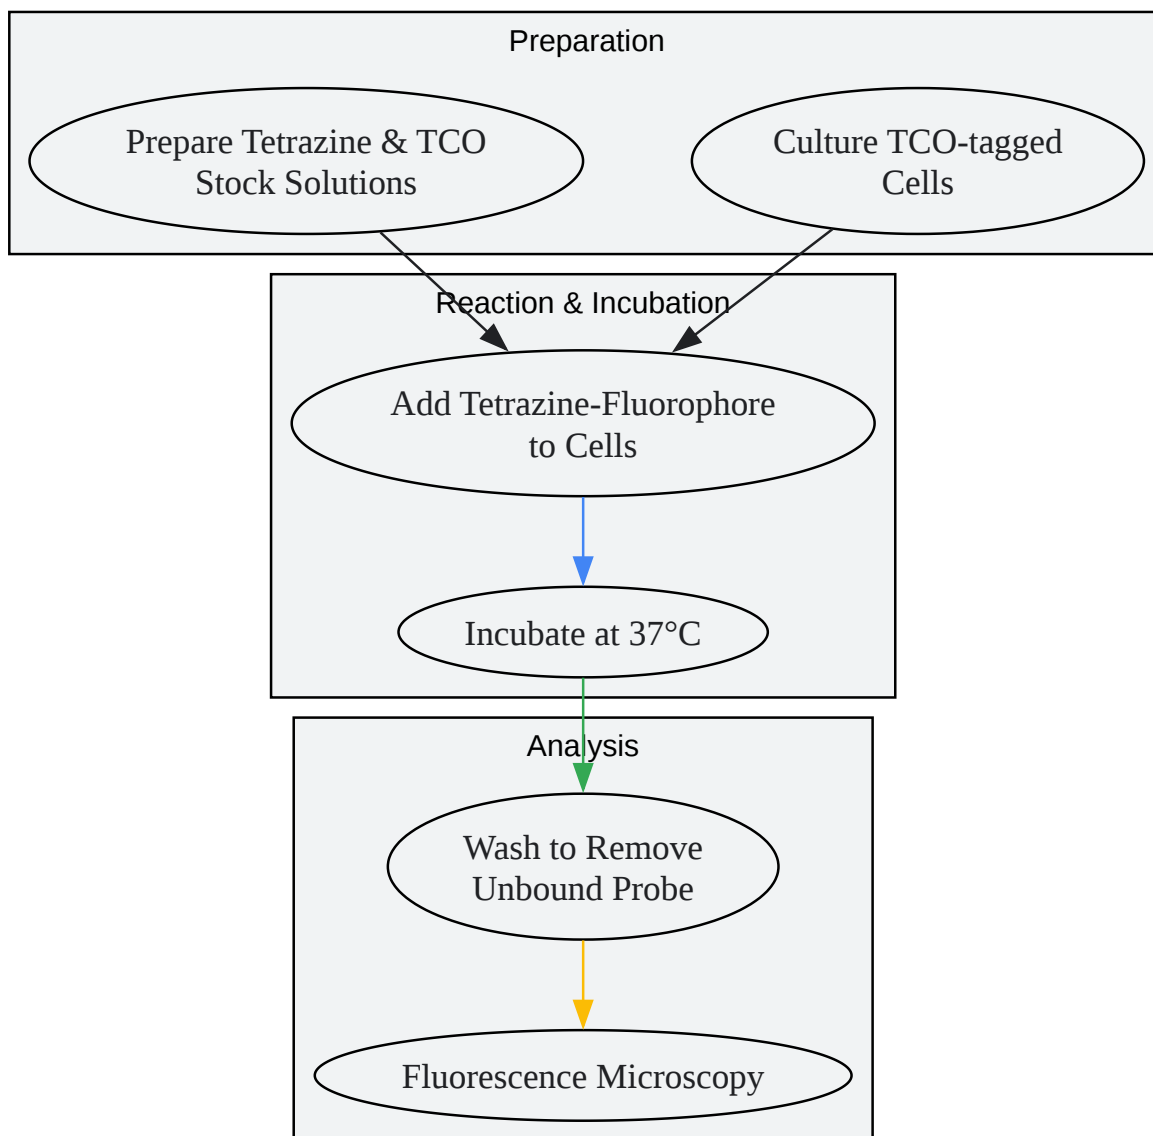 Preparation
Prepare Tetrazine & TCO
Stock Solutions
Culture TCO-tagged
Cells
Reaction & Incubation
Add Tetrazine-Fluorophore
to Cells
Incubate at 37°C
Analysis
Wash to Remove
Unbound Probe
Fluorescence Microscopy